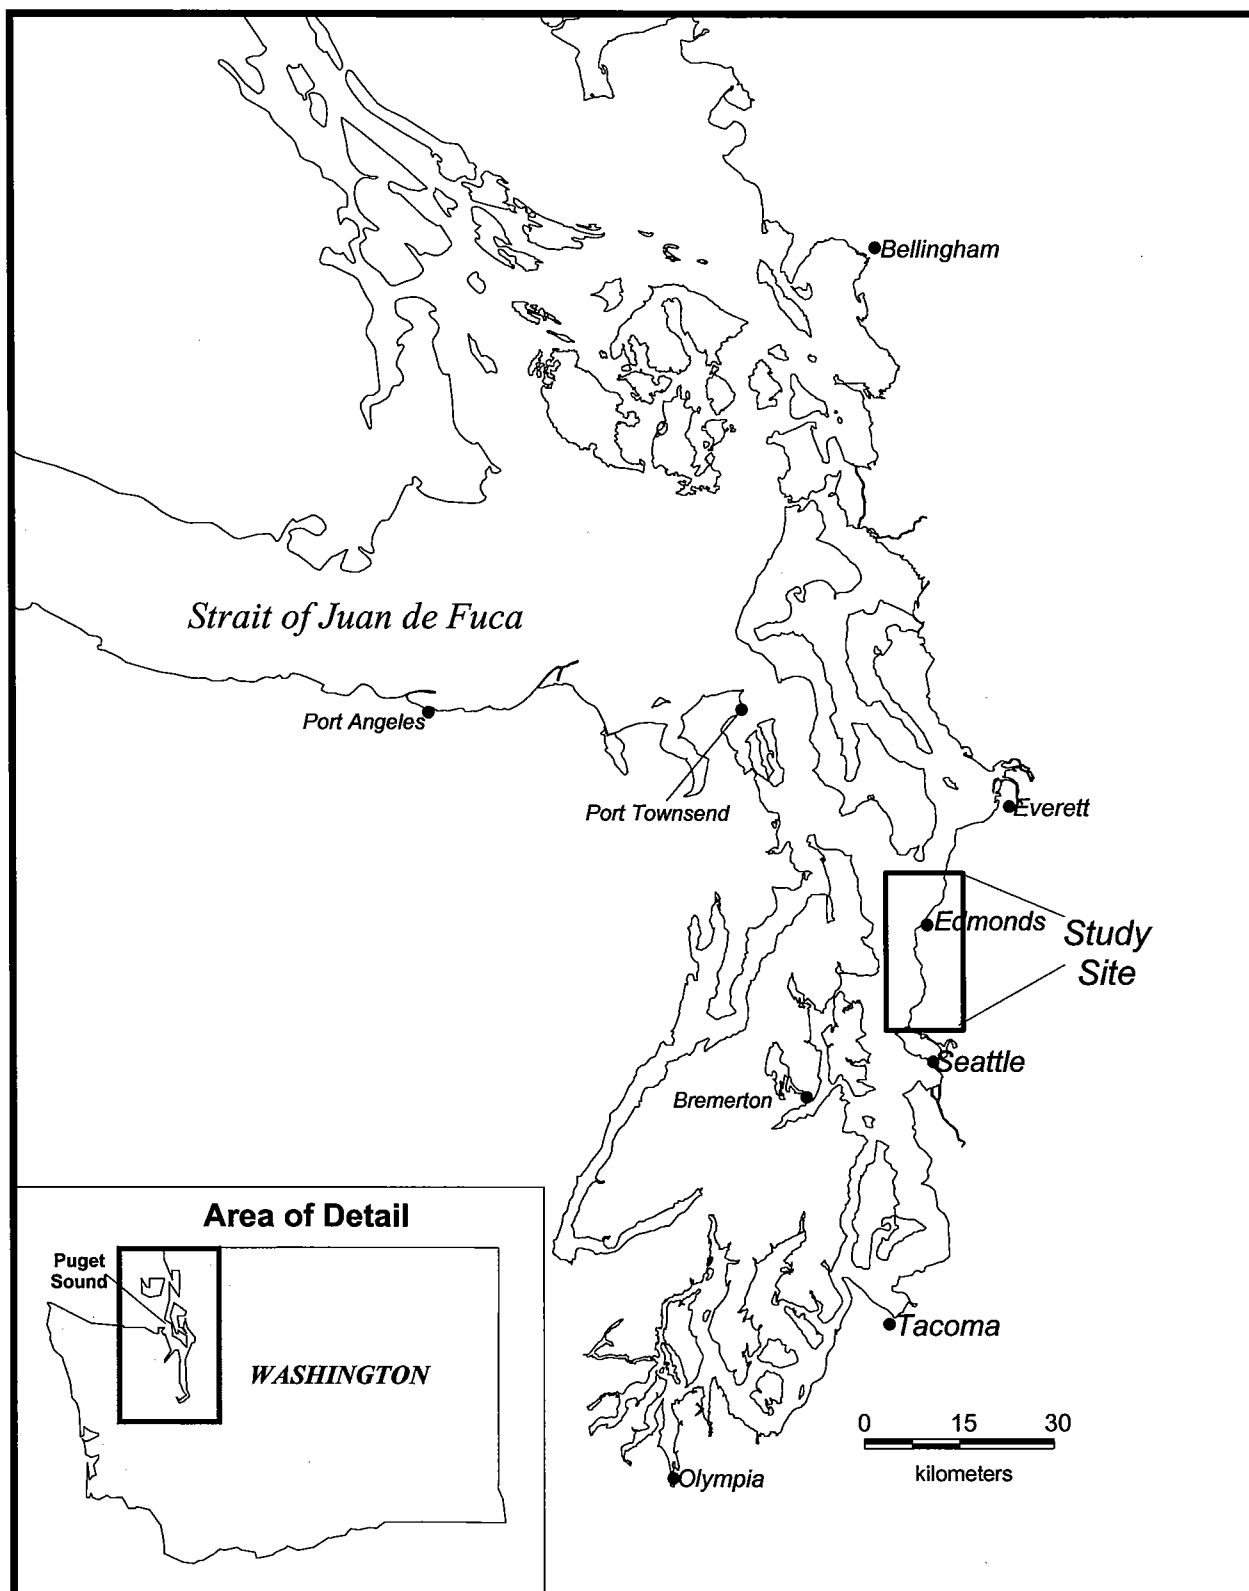 Bellingham
Strait of Juan de Fuca
Port Angeles
Port Townsend
Everett
Edmonds
Study
Site
Seattle
Bremerton
Area of Detail
Puget
Sound
WASHINGTON
Tacoma
0 15 30
kilometers
Olympia